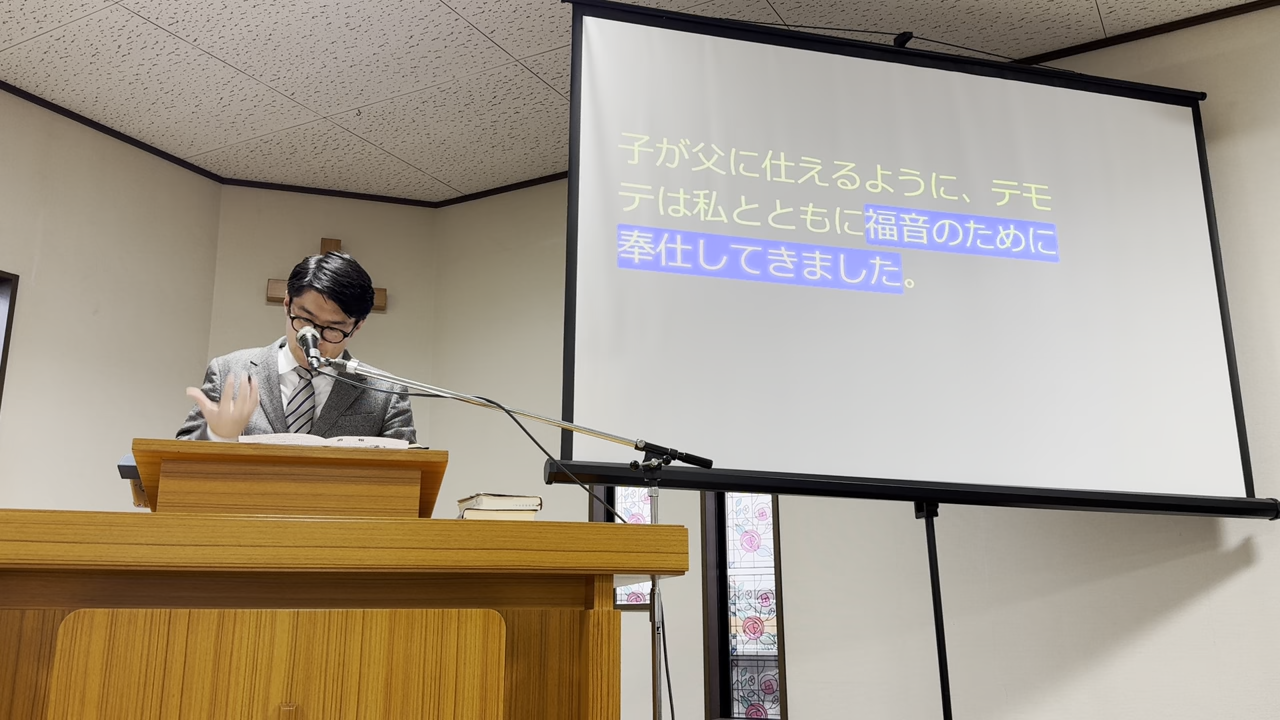 子が父に仕えるように、テモ
テは私とともに福音のために
奉仕してきました。